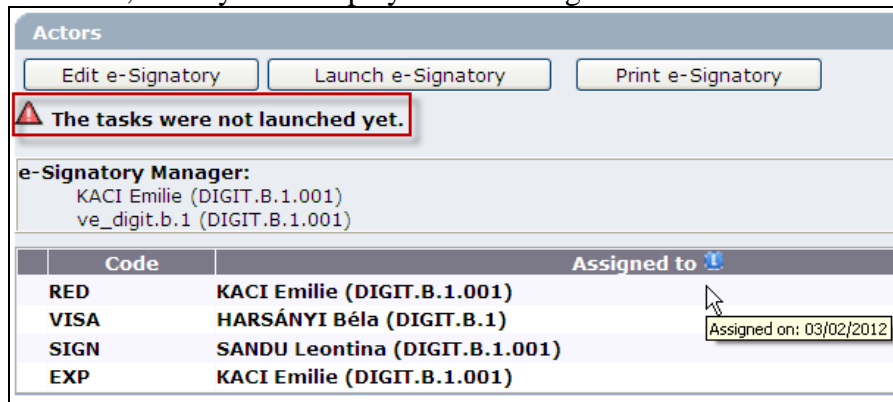 Actors
Edit e-Signatory Launch e-Signatory Print e-Signatory
The tasks were not launched yet.
e-Signatory Manager:
KACI Emilie (DIGIT.B.1.001)
ve_digit.b.1 (DIGIT.B.1.001)
Code Assigned to
RED KACI Emilie (DIGIT.B.1.001)
VISA HARSÁNYI Béla (DIGIT.B.1)
Assigned on: 03/02/2012
SIGN SANDU Leontina (DIGIT.B.1.001)
EXP KACI Emilie (DIGIT.B.1.001)